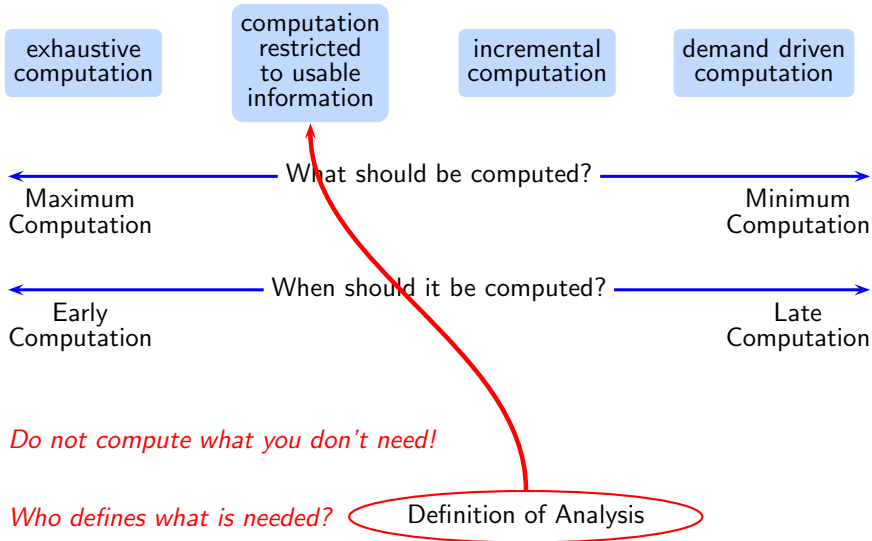 exhaustive
computation
computation
restricted
to usable
information
incremental
computation
demand driven
computation
What should be computed?
Maximum
Computation
Minimum
Computation
When should it be computed?
Early
Computation
Late
Computation
Do not compute what you don't need!
Who defines what is needed?
Definition of Analysis